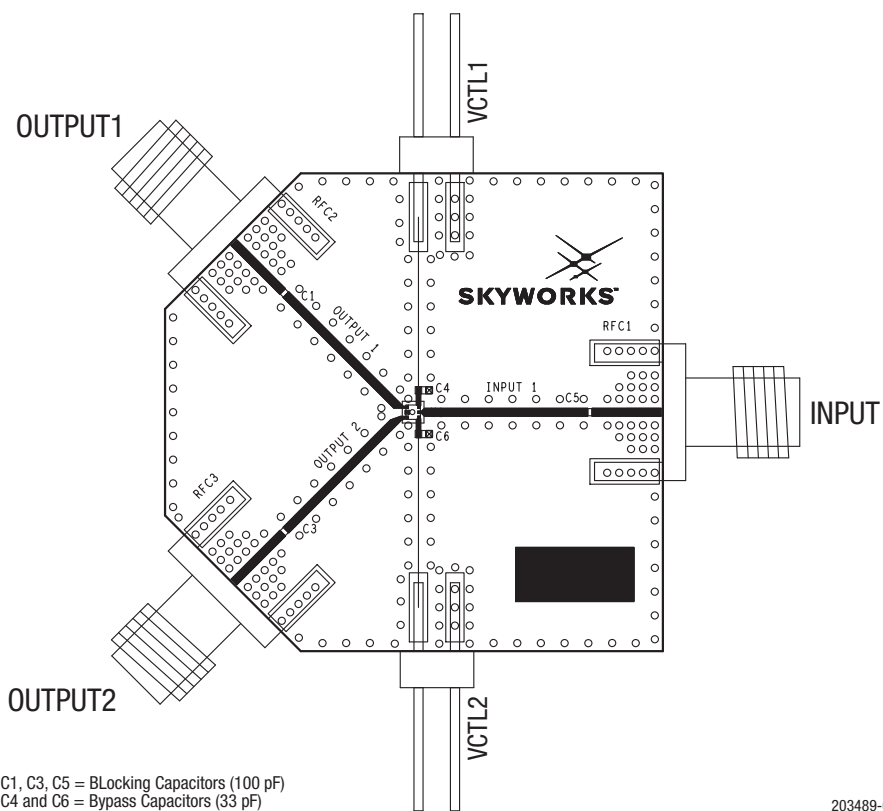 VCTL1
OUTPUT1
RFC2
SKYWORKS™
C1
OUTPUT 1
RFC1
C4
INPUT 1
C5
INPUT
C6
OUTPUT 2
RFC3
C3
OUTPUT2
VCTL2
C1, C3, C5 = BLocking Capacitors (100 pF)
C4 and C6 = Bypass Capacitors (33 pF)
203489-